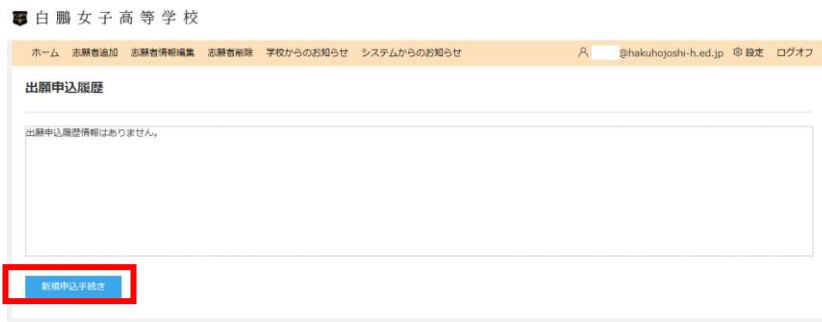 白鵬女子高等学校
ホーム 志願者追加 志願者情報編集 志願者削除 学校からのお知らせ システムからのお知らせ @hakuhojoshi-h.ed.jp 設定 ログオフ
出願申込履歴
出願申込履歴情報はありません。
新規申込手続き